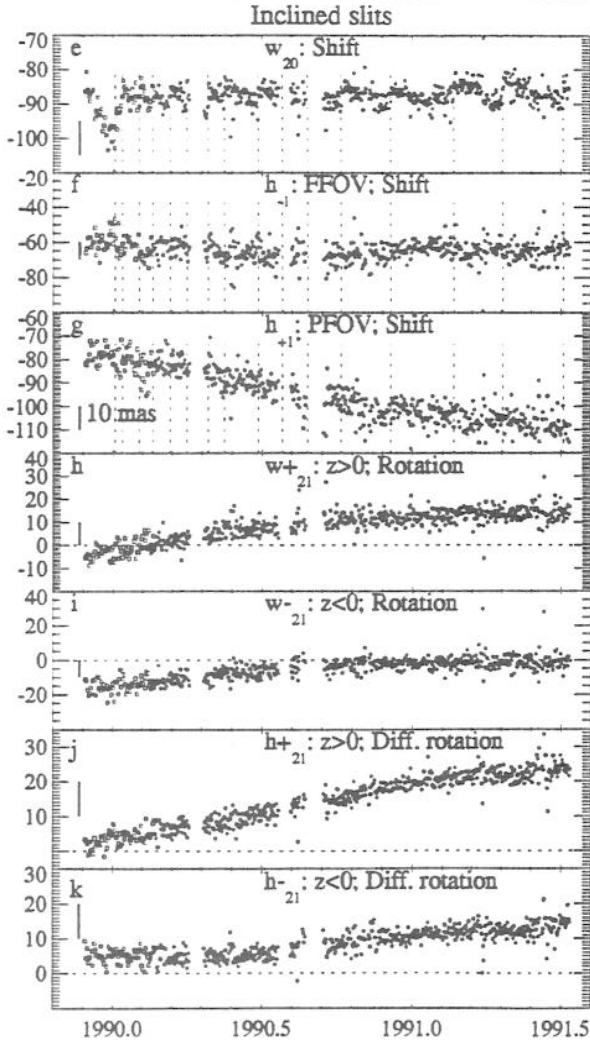 Inclined slits
-70
e
w20 : Shift
-80
-90
-100
-20
f
h-1 : FFOV; Shift
-40
-60
-80
-60
g
h+1 : PFOV; Shift
-70
-80
-90
-100
10 mas
-110
40
h
w+21 : z>0; Rotation
30
20
10
0
-10
40
i
w-21 : z<0; Rotation
20
0
-20
j
h+21 : z>0; Diff. rotation
30
20
10
30
k
h-21 : z<0; Diff. rotation
20
10
0
1990.0 1990.5 1991.0 1991.5